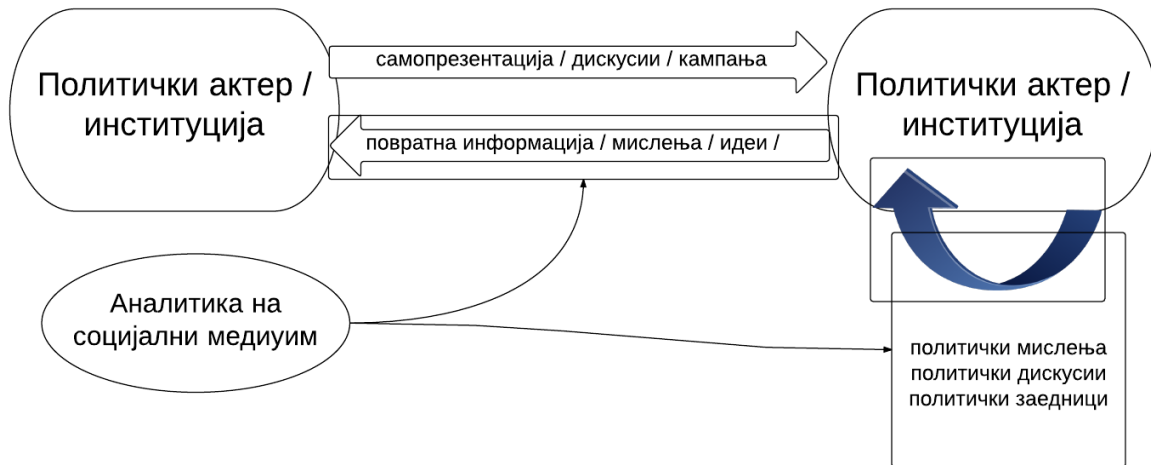 Политички актер /
институција
самопрезентација / дискусии / кампања
повратна информација / мислења / идеи /
Политички актер /
институција
Аналитика на
социјални медиуим
политички мислења
политички дискусии
политички заедници